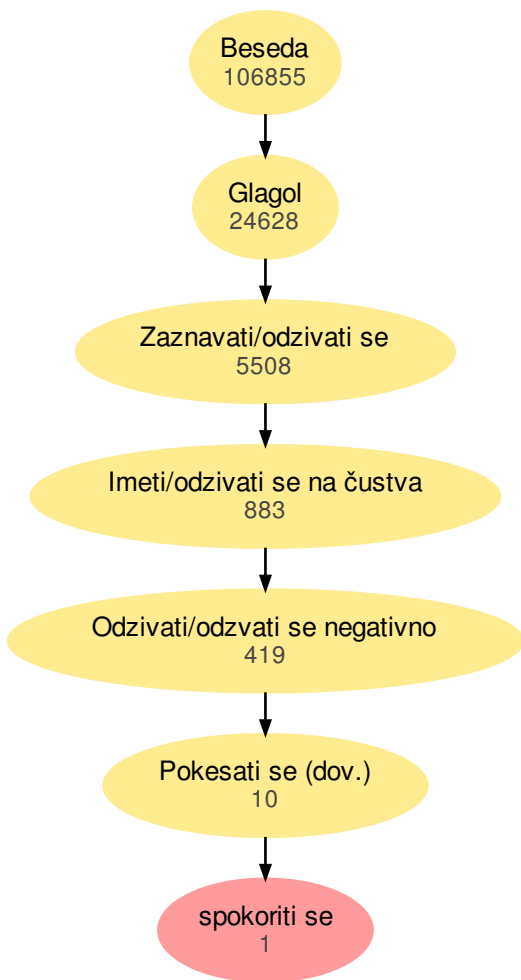 Beseda
106855
Glagol
24628
Zaznavati/odzivati se
5508
Imeti/odzivati se na čustva
883
Odzivati/odzvati se negativno
419
Pokesati se (dov.)
10
spokoriti se
1